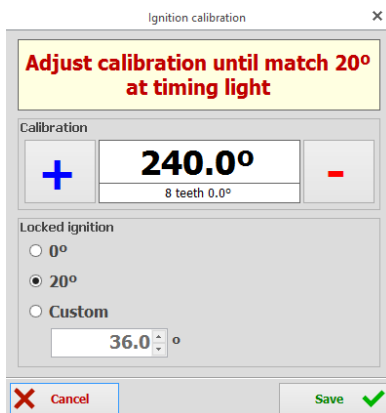 Ignition calibration
Adjust calibration until match 20º
at timing light
Calibration
+ 240.0º -
8 teeth 0.0º
Locked ignition
0º
20º
Custom
36.0 º
Cancel Save